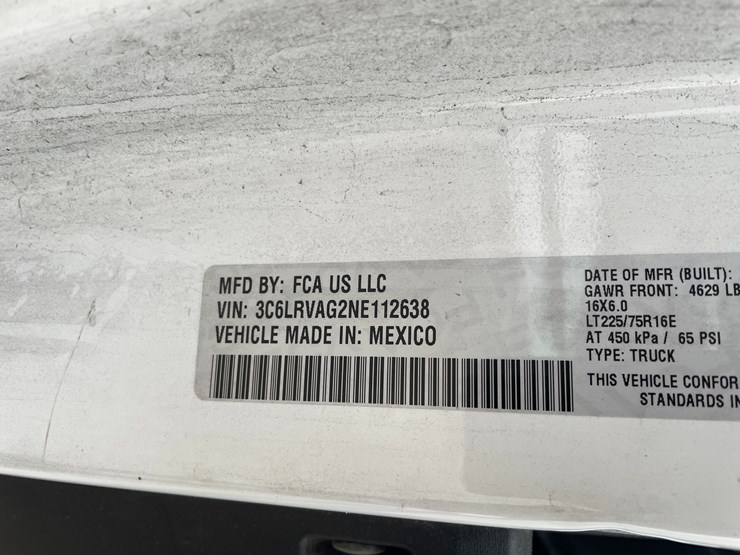 MFD BY: FCA US LLC
VIN: 3C6LRVAG2NE112638
VEHICLE MADE IN: MEXICO
DATE OF MFR (BUILT):
GAWR FRONT: 4629 LB
16X6.0
LT225/75R16E
AT 450 kPa / 65 PSI
TYPE: TRUCK
THIS VEHICLE CONFOR
STANDARDS IN